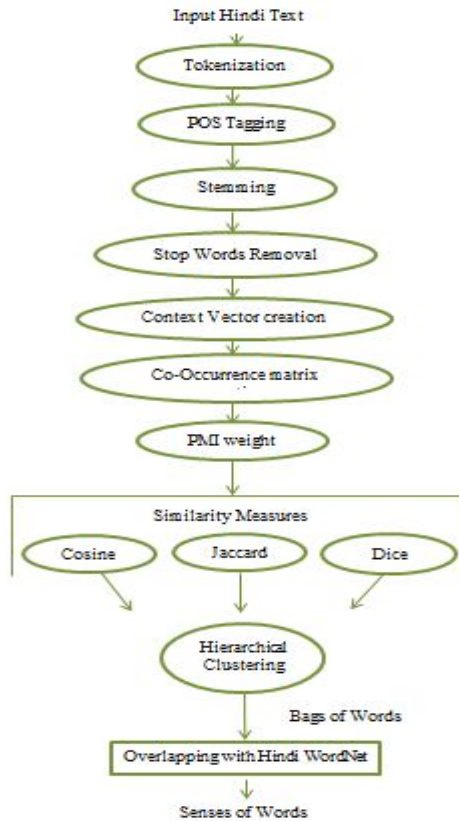 Input Hindi Text
Tokenization
POS Tagging
Stemming
Stop Words Removal
Context Vector creation
Co-Occurrence matrix
PMI weight
Similarity Measures
Cosine
Jaccard
Dice
Hierarchical
Clustering
Bags of Words
Overlapping with Hindi WordNet
Senses of Words